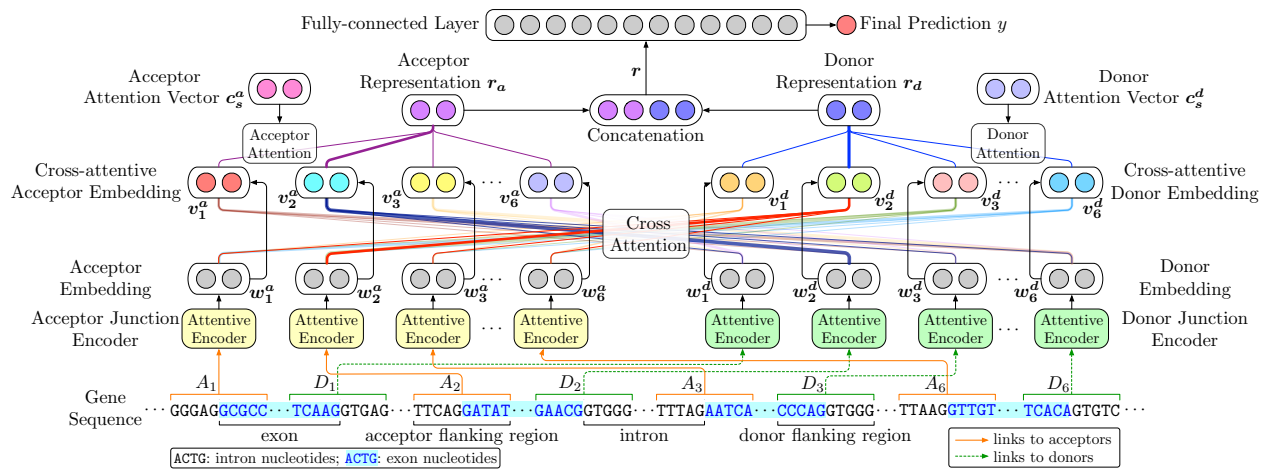 Fully-connected Layer
Final Prediction y
Acceptor
Attention Vector c_s^a
Acceptor
Representation r_a
r
Donor
Representation r_d
Donor
Attention Vector c_s^d
Concatenation
Acceptor
Attention
Donor
Attention
Cross-attentive
Acceptor Embedding
v_1^a v_2^a v_3^a ··· v_6^a
v_1^d v_2^d v_3^d ··· v_6^d
Cross-attentive
Donor Embedding
Cross
Attention
Acceptor
Embedding
w_1^a w_2^a w_3^a ··· w_6^a
w_1^d w_2^d w_3^d ··· w_6^d
Donor
Embedding
Acceptor Junction
Encoder
Attentive
Encoder
Attentive
Encoder
Attentive
Encoder
···
Attentive
Encoder
Attentive
Encoder
Attentive
Encoder
Attentive
Encoder
···
Attentive
Encoder
Donor Junction
Encoder
A_1 D_1 A_2 D_2 A_3 D_3 A_6 D_6
Gene
Sequence
···GGGAGGCGCC···TCAAGGTGAG···TTCAGGATAT···GAACGGTGGG···TTTAGAATCA···CCCAGGTGGG···TTAAGGTTGT···TCACAGTGTC···
exon
acceptor flanking region
intron
donor flanking region
ACTG: intron nucleotides; ACTG: exon nucleotides
links to acceptors
links to donors